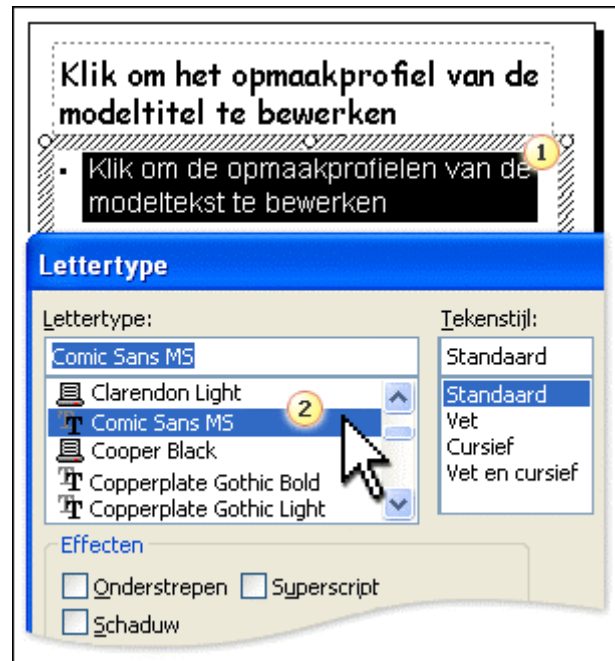 Klik om het opmaakprofiel van de
modeltitel te bewerken
1
▪ Klik om de opmaakprofielen van de
modeltekst te bewerken
Lettertype
Lettertype:
Tekenstijl:
Comic Sans MS
Standaard
Clarendon Light
Comic Sans MS
2
Cooper Black
Copperplate Gothic Bold
Copperplate Gothic Light
Standaard
Vet
Cursief
Vet en cursief
Effecten
Onderstrepen
Superscript
Schaduw